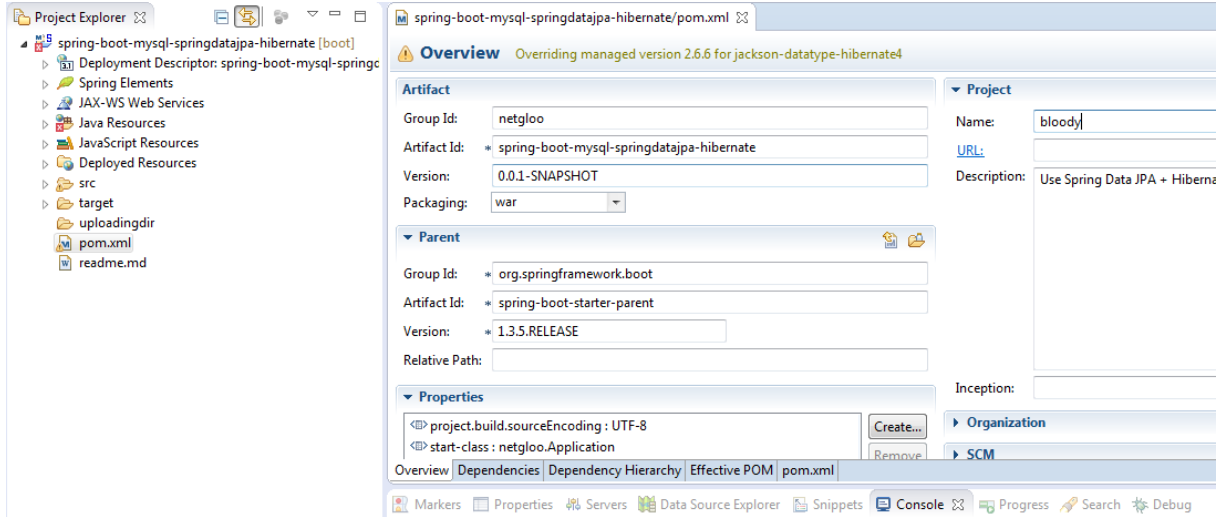 Project Explorer
spring-boot-mysql-springdatajpa-hibernate [boot]
Deployment Descriptor: spring-boot-mysql-springd
Spring Elements
JAX-WS Web Services
Java Resources
JavaScript Resources
Deployed Resources
src
target
uploadingdir
pom.xml
readme.md
spring-boot-mysql-springdatajpa-hibernate/pom.xml
Overview Overriding managed version 2.6.6 for jackson-datatype-hibernate4
Artifact
Group Id: netgloo
Artifact Id: * spring-boot-mysql-springdatajpa-hibernate
Version: 0.0.1-SNAPSHOT
Packaging: war
Parent
Group Id: * org.springframework.boot
Artifact Id: * spring-boot-starter-parent
Version: * 1.3.5.RELEASE
Relative Path:
Properties
project.build.sourceEncoding : UTF-8
start-class : netgloo.Application
Create...
Remove
Project
Name: bloody
URL:
Description: Use Spring Data JPA + Hiberna
Inception:
Organization
SCM
Overview Dependencies Dependency Hierarchy Effective POM pom.xml
Markers Properties Servers Data Source Explorer Snippets Console Progress Search Debug